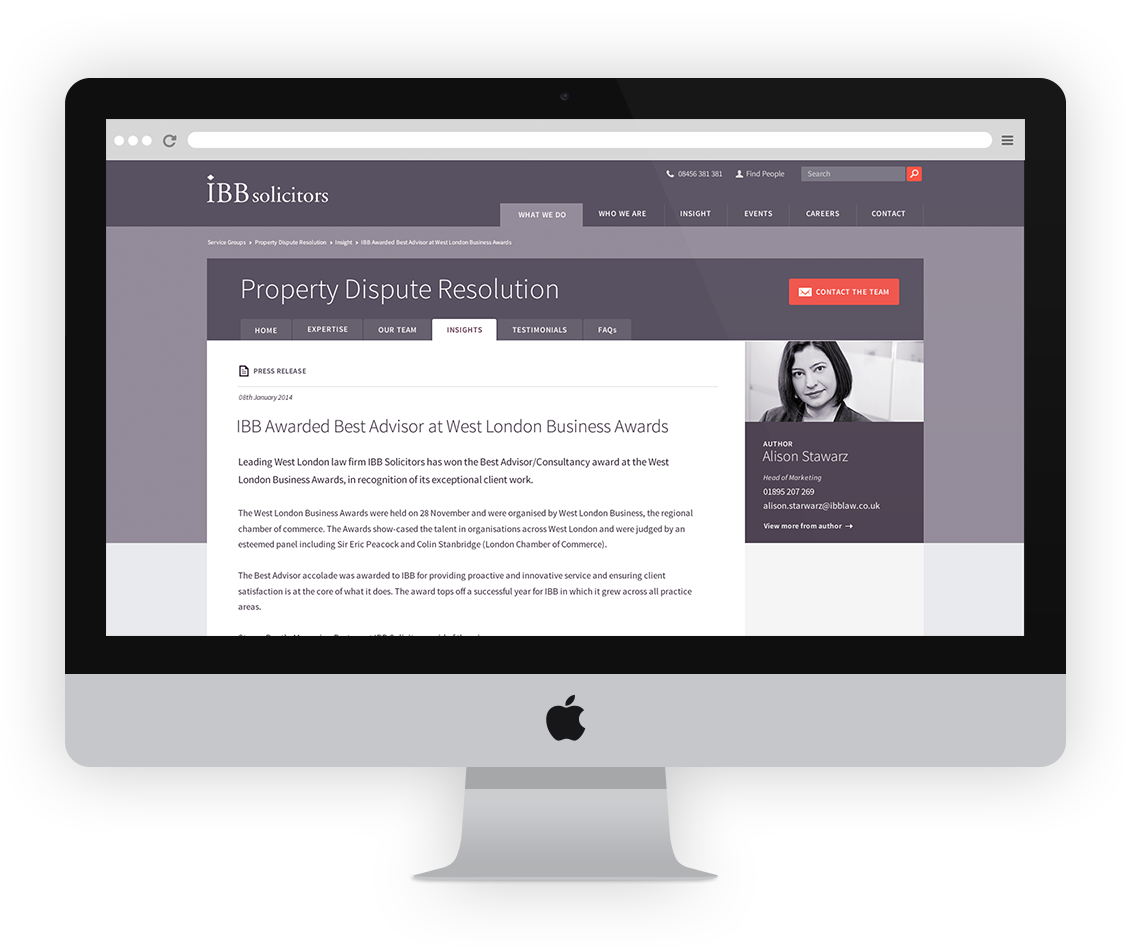 08456 381 381 Find People Search
IBB solicitors
WHAT WE DO WHO WE ARE INSIGHT EVENTS CAREERS CONTACT
Service Groups Property Dispute Resolution Insight IBB Awarded Best Advisor at West London Business Awards
Property Dispute Resolution
CONTACT THE TEAM
HOME EXPERTISE OUR TEAM INSIGHTS TESTIMONIALS FAQs
PRESS RELEASE
08th January 2014
IBB Awarded Best Advisor at West London Business Awards
Leading West London law firm IBB Solicitors has won the Best Advisor/Consultancy award at the West
London Business Awards, in recognition of its exceptional client work.
The West London Business Awards were held on 28 November and were organised by West London Business, the regional
chamber of commerce. The Awards show-cased the talent in organisations across West London and were judged by an
esteemed panel including Sir Eric Peacock and Colin Stanbridge (London Chamber of Commerce).
The Best Advisor accolade was awarded to IBB for providing proactive and innovative service and ensuring client
satisfaction is at the core of what it does. The award tops off a successful year for IBB in which it grew across all practice
areas.
AUTHOR
Alison Stawarz
Head of Marketing
01895 207 269
alison.starwarz@ibblaw.co.uk
View more from author →